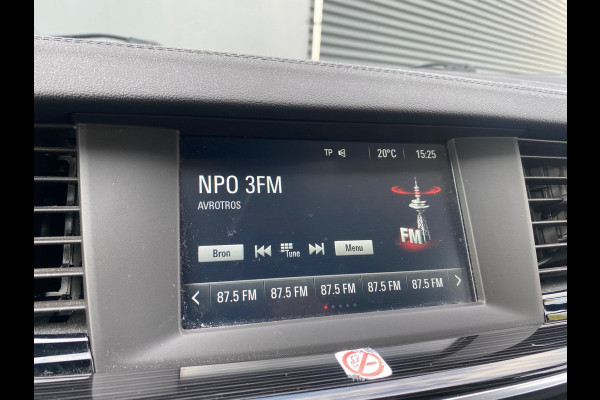 TP 20°C 15:25
NPO 3FM
AVROTROS
FM
Bron Tune Menu
87.5 FM 87.5 FM 87.5 FM 87.5 FM 87.5 FM